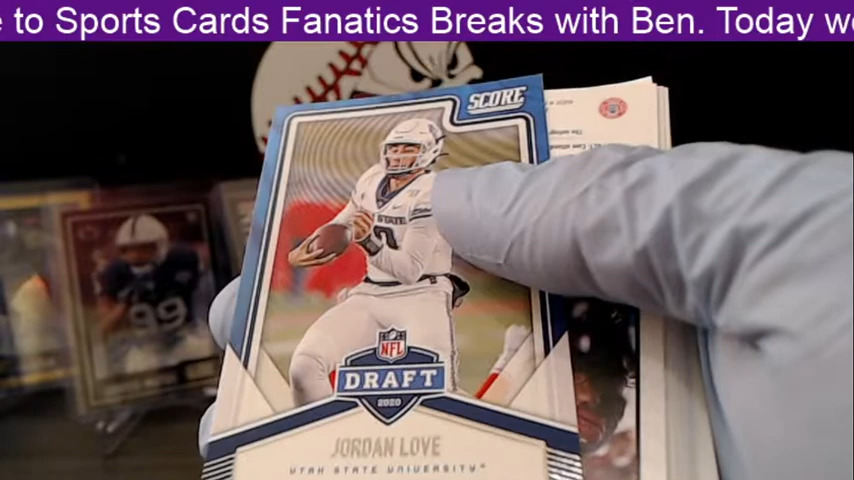 e to Sports Cards Fanatics Breaks with Ben. Today we
SCORE
STATE
99
NFL
DRAFT
2020
JORDAN LOVE
UTAH STATE UNIVERSITY